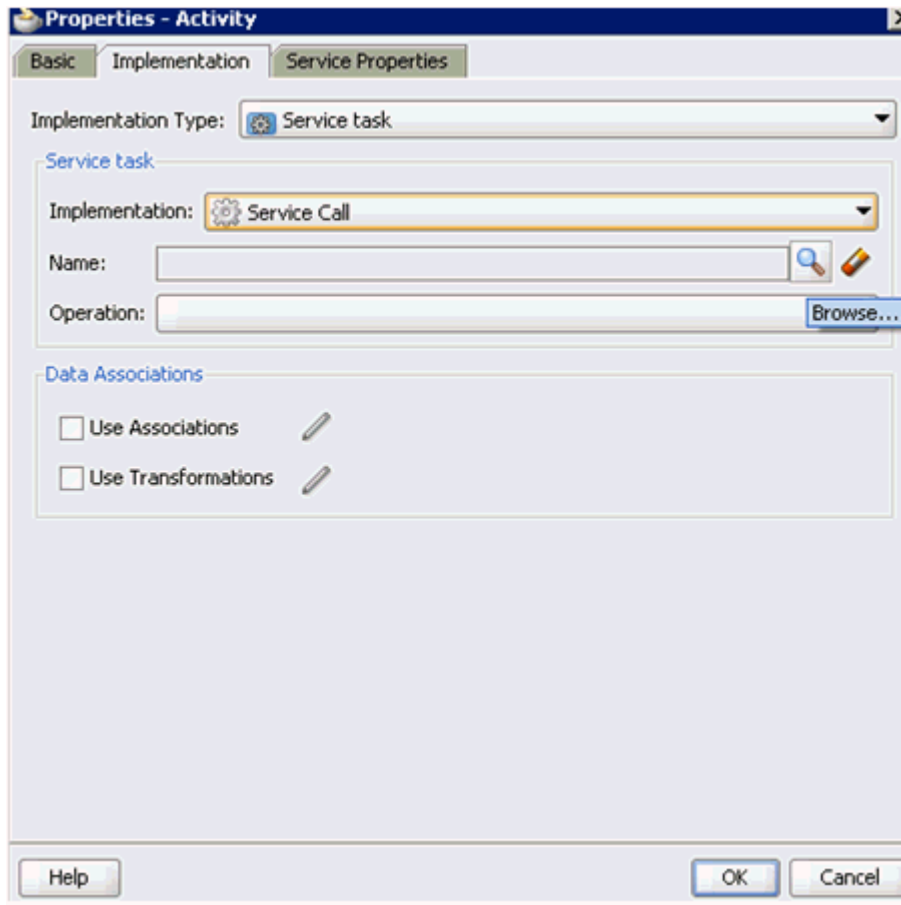 Properties - Activity
Basic
Implementation
Service Properties
Implementation Type: Service task
Service task
Implementation: Service Call
Name:
Operation:
Browse...
Data Associations
Use Associations
Use Transformations
Help
OK
Cancel